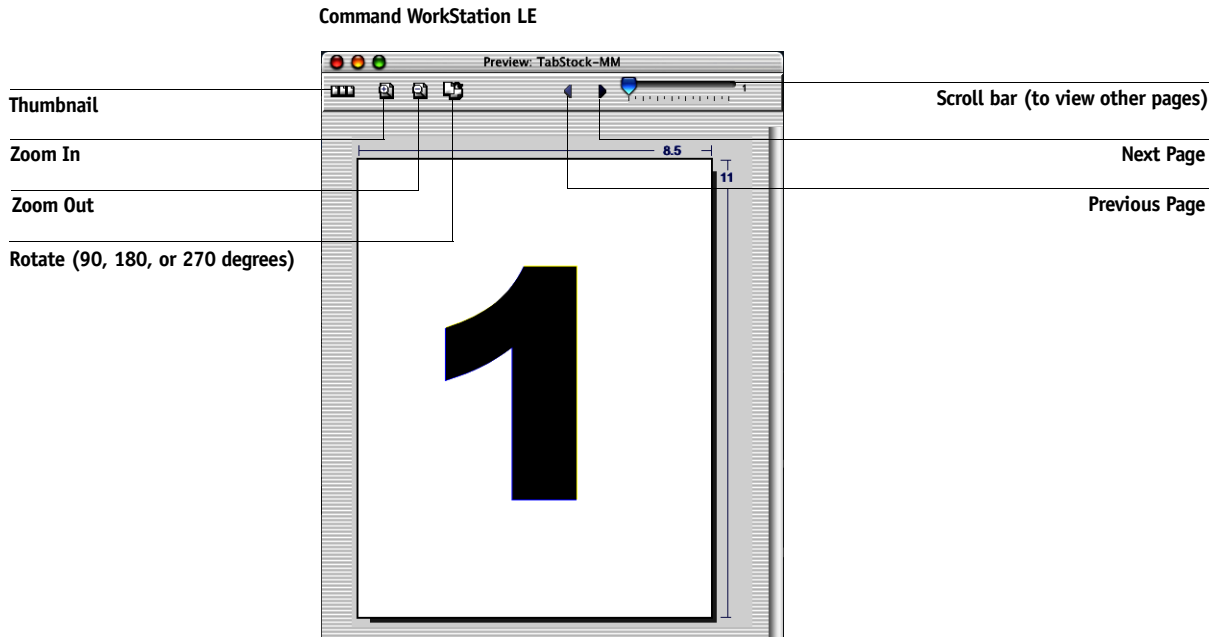 Command WorkStation LE
Preview: TabStock-MM
1
Thumbnail
Scroll bar (to view other pages)
Zoom In
8.5
Next Page
11
Zoom Out
Previous Page
Rotate (90, 180, or 270 degrees)
1